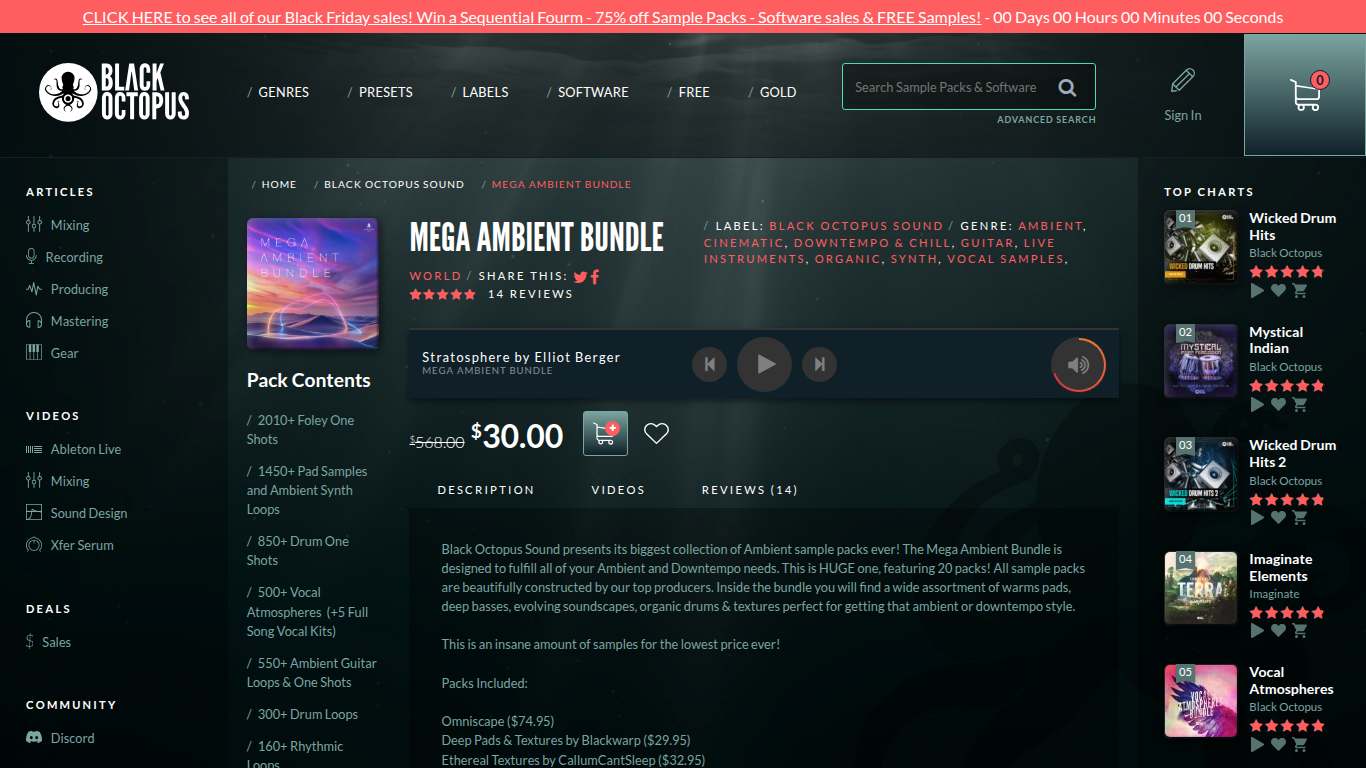 CLICK HERE to see all of our Black Friday sales! Win a Sequential Fourm - 75% off Sample Packs - Software sales & FREE Samples! - 00 Days 00 Hours 00 Minutes 00 Seconds
BLACK
OCTOPUS
/ GENRES / PRESETS / LABELS / SOFTWARE / FREE / GOLD
Search Sample Packs & Software
ADVANCED SEARCH
Sign In
0
ARTICLES
Mixing
Recording
Producing
Mastering
Gear
VIDEOS
Ableton Live
Mixing
Sound Design
Xfer Serum
DEALS
Sales
COMMUNITY
Discord
/ HOME / BLACK OCTOPUS SOUND / MEGA AMBIENT BUNDLE
MEGA
AMBIENT
BUNDLE
Pack Contents
/ 2010+ Foley One
Shots
/ 1450+ Pad Samples
and Ambient Synth
Loops
/ 850+ Drum One
Shots
/ 500+ Vocal
Atmospheres (+5 Full
Song Vocal Kits)
/ 550+ Ambient Guitar
Loops & One Shots
/ 300+ Drum Loops
/ 160+ Rhythmic
Loops
MEGA AMBIENT BUNDLE
/ LABEL: BLACK OCTOPUS SOUND / GENRE: AMBIENT,
CINEMATIC, DOWNTEMPO & CHILL, GUITAR, LIVE
INSTRUMENTS, ORGANIC, SYNTH, VOCAL SAMPLES,
WORLD / SHARE THIS:
14 REVIEWS
Stratosphere by Elliot Berger
MEGA AMBIENT BUNDLE
$568.00 $30.00
DESCRIPTION VIDEOS REVIEWS (14)
Black Octopus Sound presents its biggest collection of Ambient sample packs ever! The Mega Ambient Bundle is
designed to fulfill all of your Ambient and Downtempo needs. This is HUGE one, featuring 20 packs! All sample packs
are beautifully constructed by our top producers. Inside the bundle you will find a wide assortment of warms pads,
deep basses, evolving soundscapes, organic drums & textures perfect for getting that ambient or downtempo style.
This is an insane amount of samples for the lowest price ever!
Packs Included:
Omniscape ($74.95)
Deep Pads & Textures by Blackwarp ($29.95)
Ethereal Textures by CallumCantSleep ($32.95)
TOP CHARTS
01
WICKED DRUM HITS
Wicked Drum
Hits
Black Octopus
02
MYSTICAL
Mystical
Indian
Black Octopus
03
WICKED DRUM HITS 2
Wicked Drum
Hits 2
Black Octopus
04
TERRA
Imaginate
Elements
Imaginate
05
VOCAL
ATMOSPHERES
BUNDLE
Vocal
Atmospheres
Black Octopus